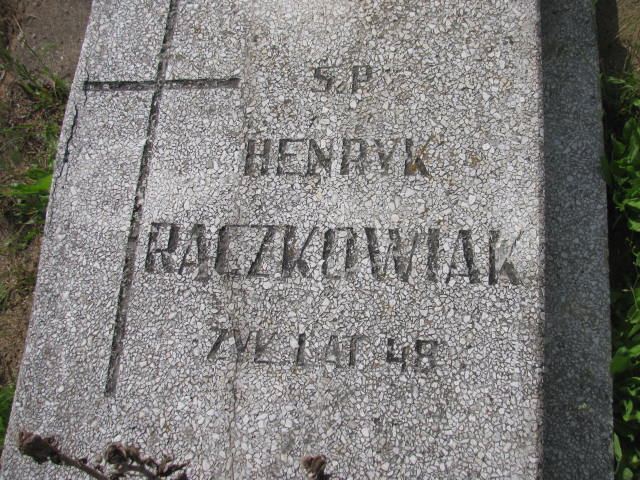 Ś.P.
HENRYK
RACZKOWIAK
ŻYŁ LAT 48